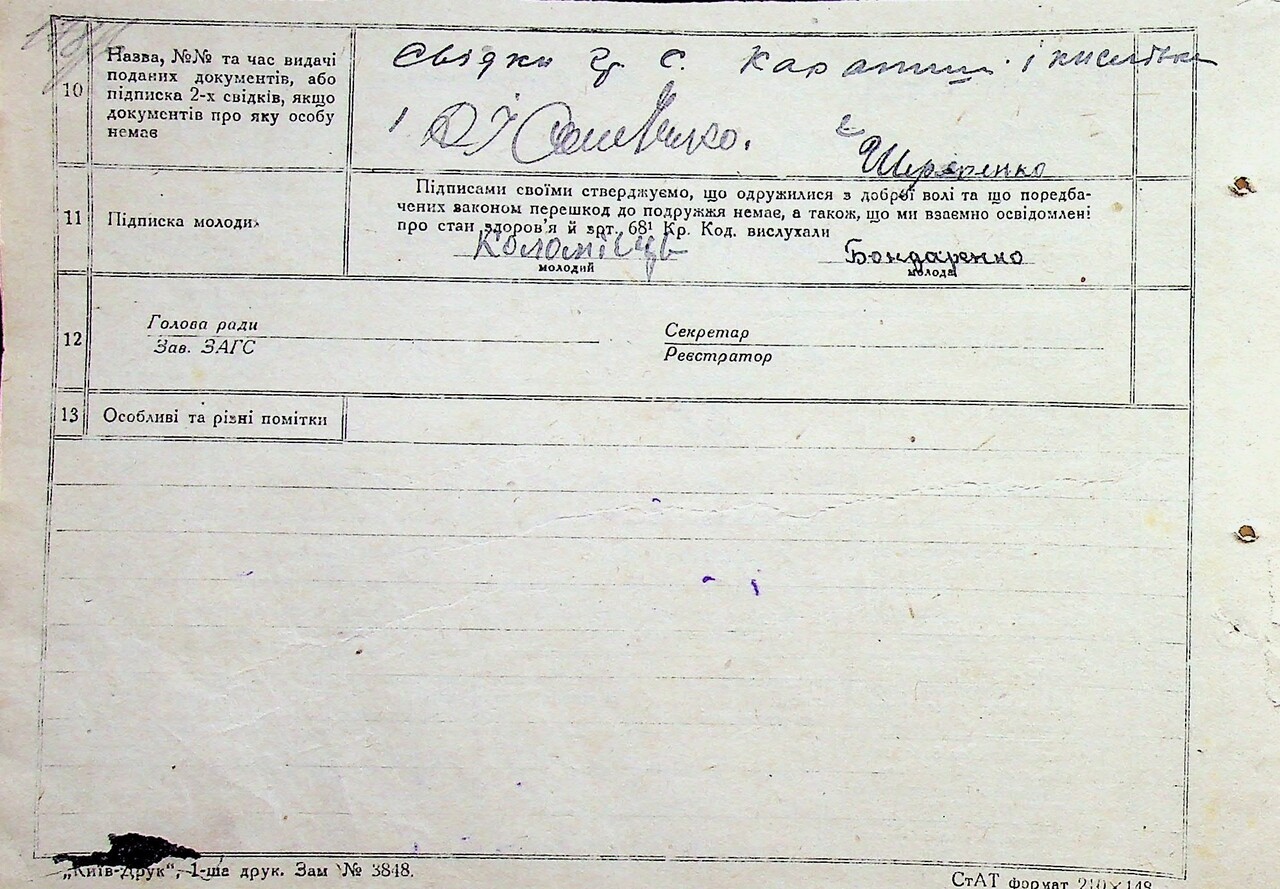 10
Назва, №№ та час видачі
поданих документів, або
підписка 2-х свідків, якщо
документів про яку особу
немає
Свідки гр с. Карапиші і
11
Підписка молодих
Підписами своїми стверджуємо, що одружилися з доброї волі та що поредба-
чених законом перешкод до подружжя немає, а також, що ми взаємно освідомлені
про стан здоров'я й арт. 68¹ Кр. Код. вислухали
Коломієць
молодий
Бондаренко
молода
12
Голова ради
Зав. ЗАГС
Секретар
Реєстратор
13
Особливі та різні помітки
„Київ-Друк", 1-ша друк. Зам № 3848.
СтАТ формат 210×148